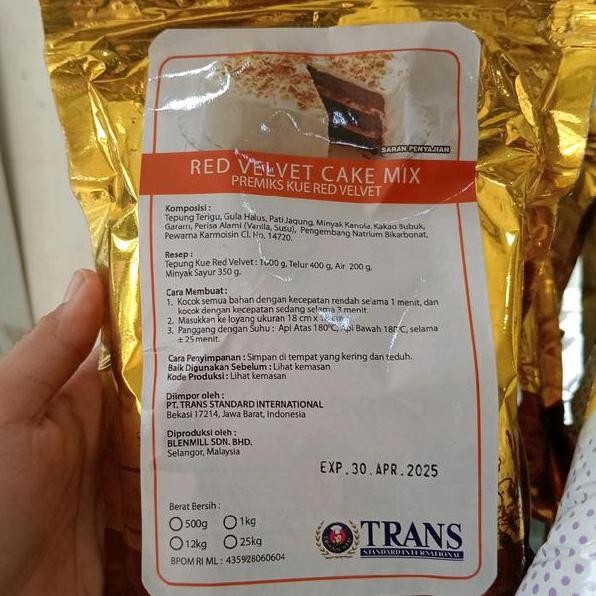 SARAN PENYAJIAN
RED VELVET CAKE MIX
PREMIKS KUE RED VELVET
Komposisi :
Tepung Terigu, Gula Halus, Pati Jagung, Minyak Kanola, Kakao Bubuk,
Garam, Perisa Alami (Vanila, Susu), Pengembang Natrium Bikarbonat,
Pewarna Karmoisin CI. No. 14720.
Resep :
Tepung Kue Red Velvet : 1000 g, Telur 400 g, Air 200 g,
Minyak Sayur 350 g.
Cara Membuat :
1. Kocok semua bahan dengan kecepatan rendah selama 1 menit, dan
kocok dengan kecepatan sedang selama 3 menit.
2. Masukkan ke loyang ukuran 18 cm x 18 cm
3. Panggang dengan Suhu : Api Atas 180°C, Api Bawah 180°C, selama
± 25 menit.
Cara Penyimpanan : Simpan di tempat yang kering dan teduh.
Baik Digunakan Sebelum : Lihat kemasan
Kode Produksi : Lihat kemasan
Diimpor oleh :
PT. TRANS STANDARD INTERNATIONAL
Bekasi 17214, Jawa Barat, Indonesia
Diproduksi oleh :
BLENMILL SDN. BHD.
Selangor, Malaysia
EXP. 30. APR. 2025
Berat Bersih :
500g 1kg
12kg 25kg
BPOM RI ML : 435928060604
TRANS
STANDARD INTERNATIONAL